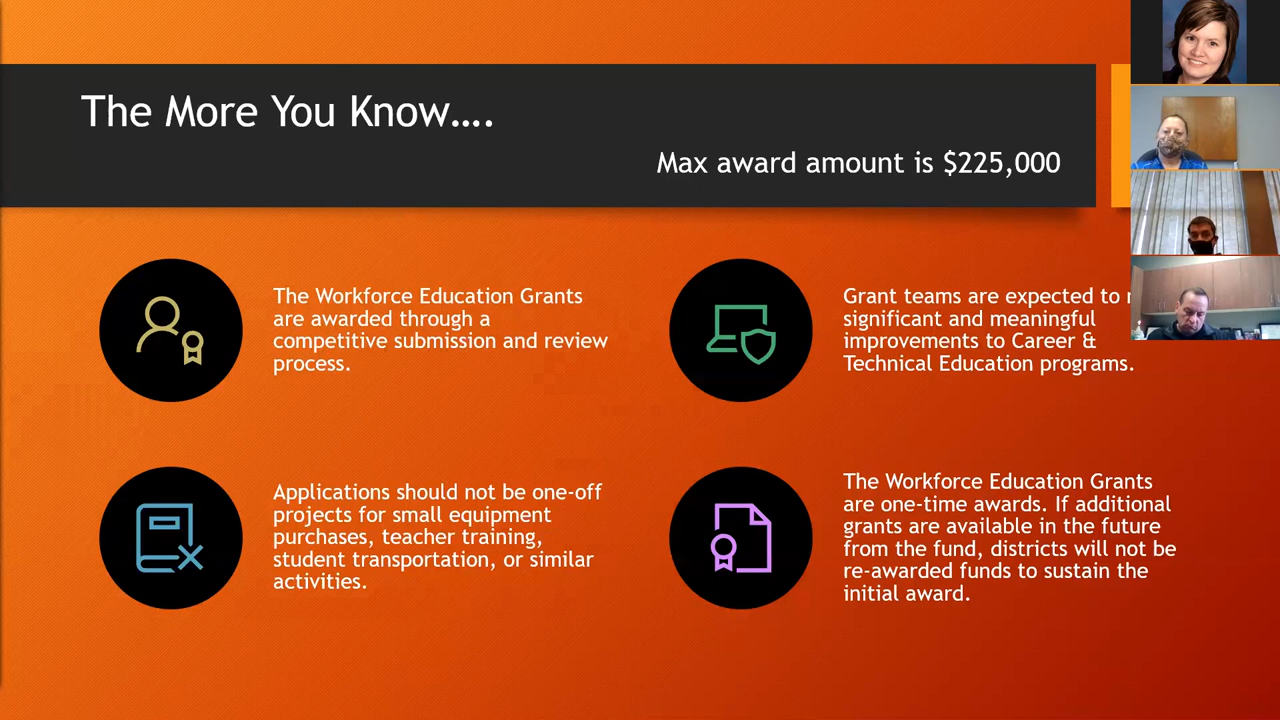 The More You Know….
Max award amount is $225,000
The Workforce Education Grants
are awarded through a
competitive submission and review
process.
Grant teams are expected to
significant and meaningful
improvements to Career &
Technical Education programs.
Applications should not be one-off
projects for small equipment
purchases, teacher training,
student transportation, or similar
activities.
The Workforce Education Grants
are one-time awards. If additional
grants are available in the future
from the fund, districts will not be
re-awarded funds to sustain the
initial award.